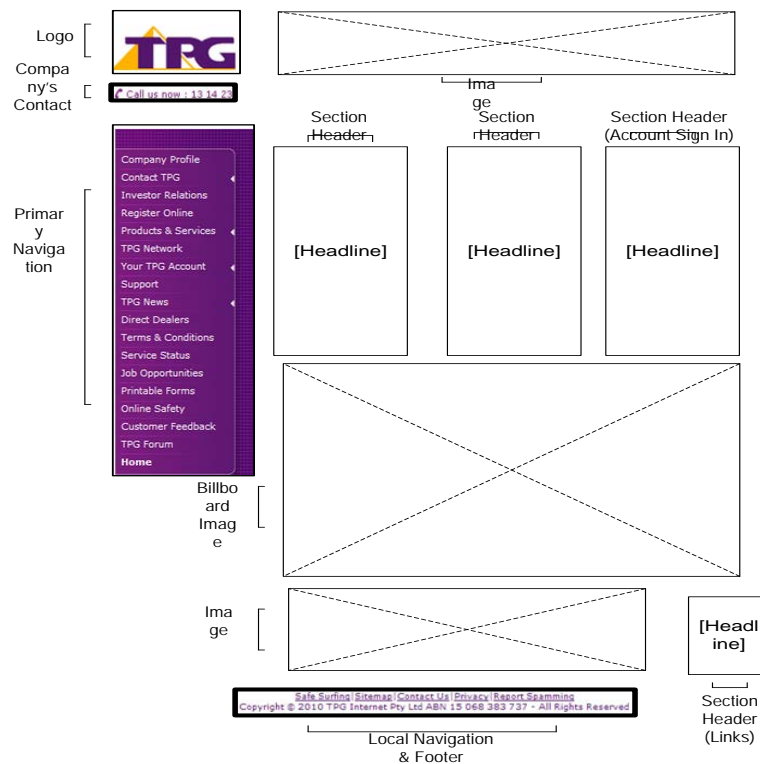 Logo
TPG
Compa
ny's
Contact
Call us now : 13 14 23
Ima
ge
Section
Header
Section
Header
Section Header
(Account Sign In)
Primar
y
Naviga
tion
Company Profile
Contact TPG
Investor Relations
Register Online
Products & Services
TPG Network
Your TPG Account
Support
TPG News
Direct Dealers
Terms & Conditions
Service Status
Job Opportunities
Printable Forms
Online Safety
Customer Feedback
TPG Forum
Home
[Headline]
[Headline]
[Headline]
Billbo
ard
Imag
e
Ima
ge
[Headl
ine]
Section
Header
(Links)
Safe Surfing|Sitemap|Contact Us|Privacy|Report Spamming
Copyright © 2010 TPG Internet Pty Ltd ABN 15 068 383 737 - All Rights Reserved
Local Navigation
& Footer